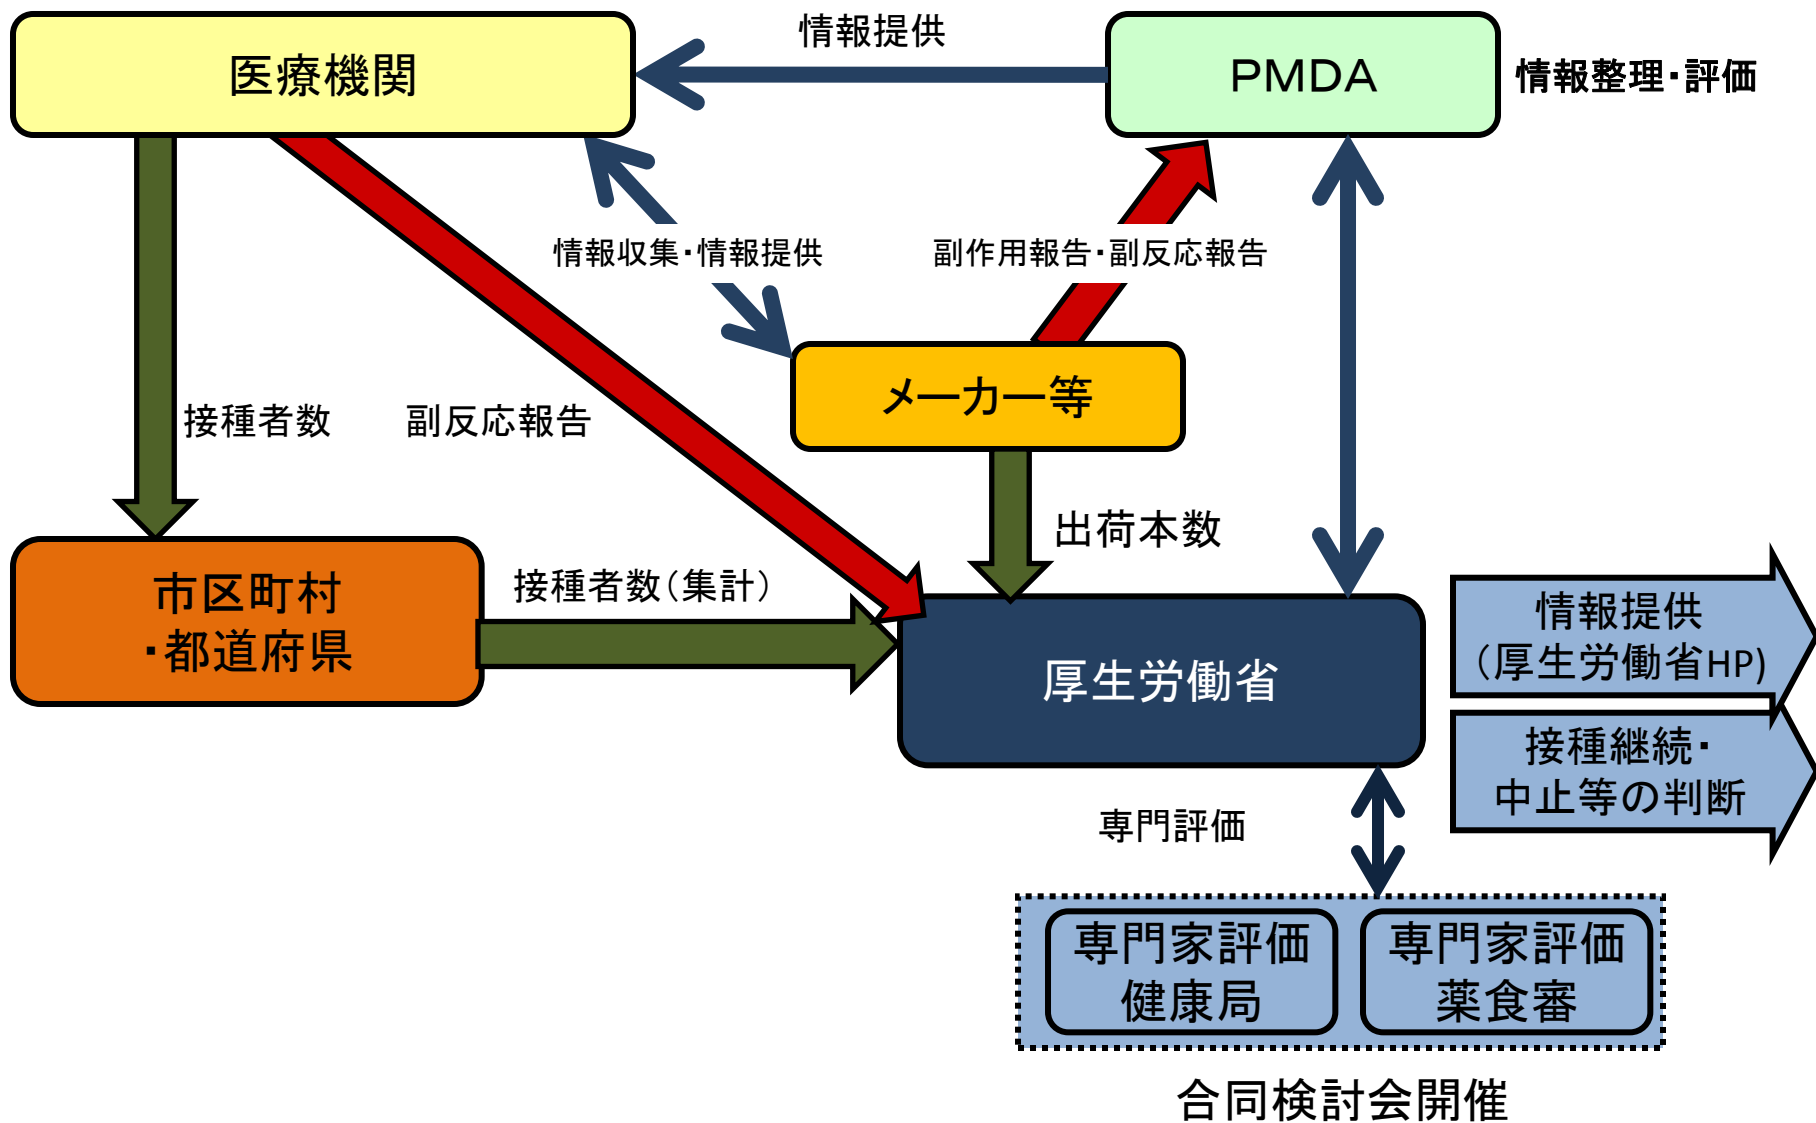 医療機関
情報提供
PMDA
情報整理・評価
情報収集・情報提供
副作用報告・副反応報告
メーカー等
接種者数
副反応報告
出荷本数
市区町村
・都道府県
接種者数(集計)
厚生労働省
情報提供
(厚生労働省HP)
接種継続・
中止等の判断
専門評価
専門家評価
健康局
専門家評価
薬食審
合同検討会開催